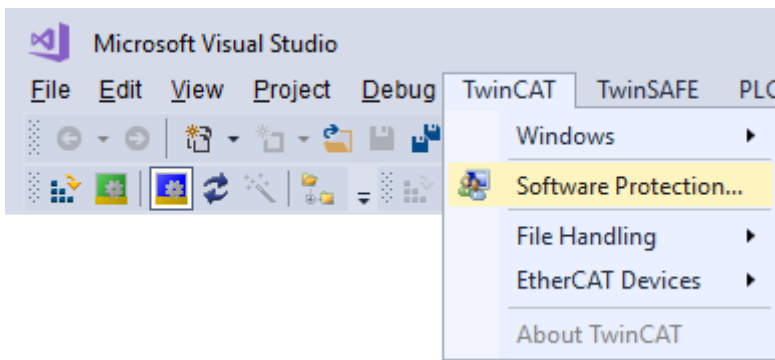 Microsoft Visual Studio
File Edit View Project Debug TwinCAT TwinSAFE PLC
Windows
Software Protection...
File Handling
EtherCAT Devices
About TwinCAT